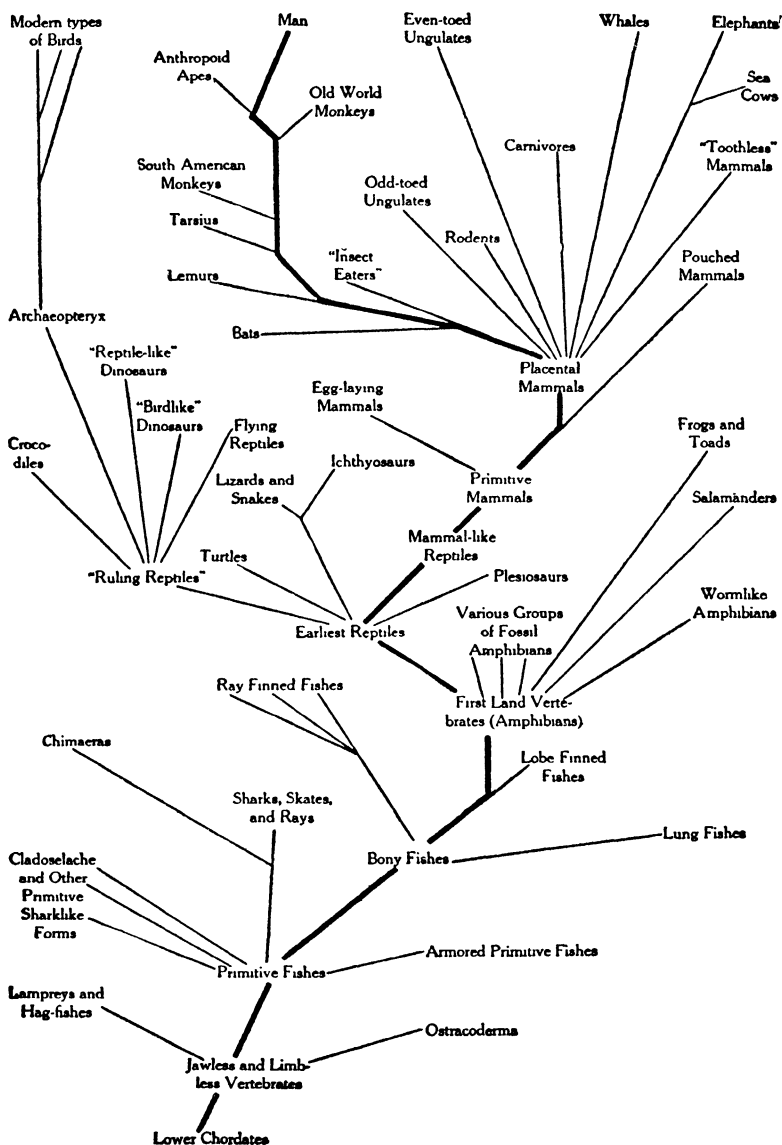 Modern types
of Birds
Man
Even-toed
Ungulates
Whales
Elephants'
Anthropoid
Apes
Sea
Cows
Old World
Monkeys
Carnivores
"Toothless"
Mammals
South American
Monkeys
Odd-toed
Ungulates
Tarsius
Rodents
"Insect
Eaters"
Pouched
Mammals
Lemurs
Archaeopteryx
Bats
"Reptile-like"
Dinosaurs
Placental
Mammals
Egg-laying
Mammals
"Birdlike"
Dinosaurs
Flying
Reptiles
Frogs and
Toads
Croco-
diles
Ichthyosaurs
Lizards and
Snakes
Primitive
Mammals
Salamanders
Mammal-like
Reptiles
Turtles
"Ruling Reptiles"
Plesiosaurs
Wormlike
Amphibians
Various Groups
of Fossil
Amphibians
Earliest Reptiles
Ray Finned Fishes
First Land Verte-
brates (Amphibians)
Chimaeras
Lobe Finned
Fishes
Sharks, Skates,
and Rays
Lung Fishes
Bony Fishes
Cladoselache
and Other
Primitive
Sharklike
Forms
Armored Primitive Fishes
Primitive Fishes
Lampreys and
Hag-fishes
Ostracoderma
Jawless and Limb-
less Vertebrates
Lower Chordates